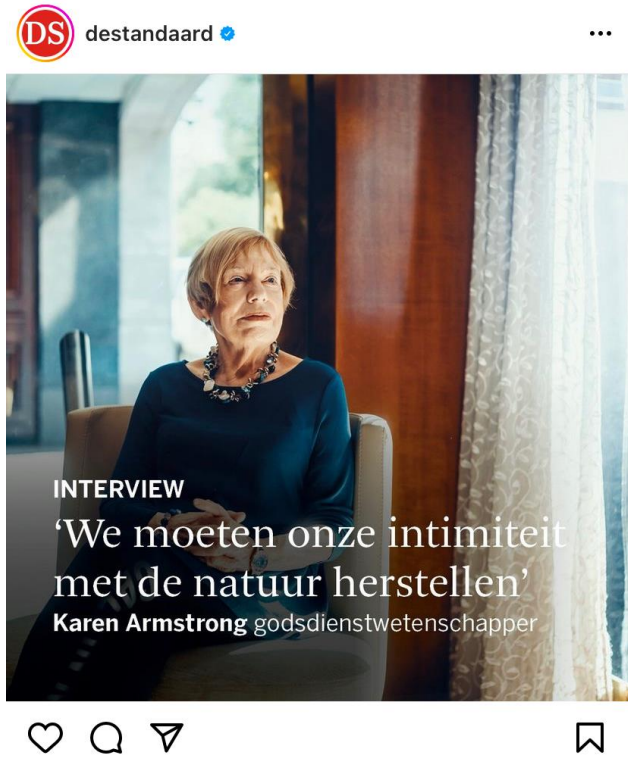 DS
destandaard
INTERVIEW
‘We moeten onze intimiteit
met de natuur herstellen’
Karen Armstrong godsdienstwetenschapper